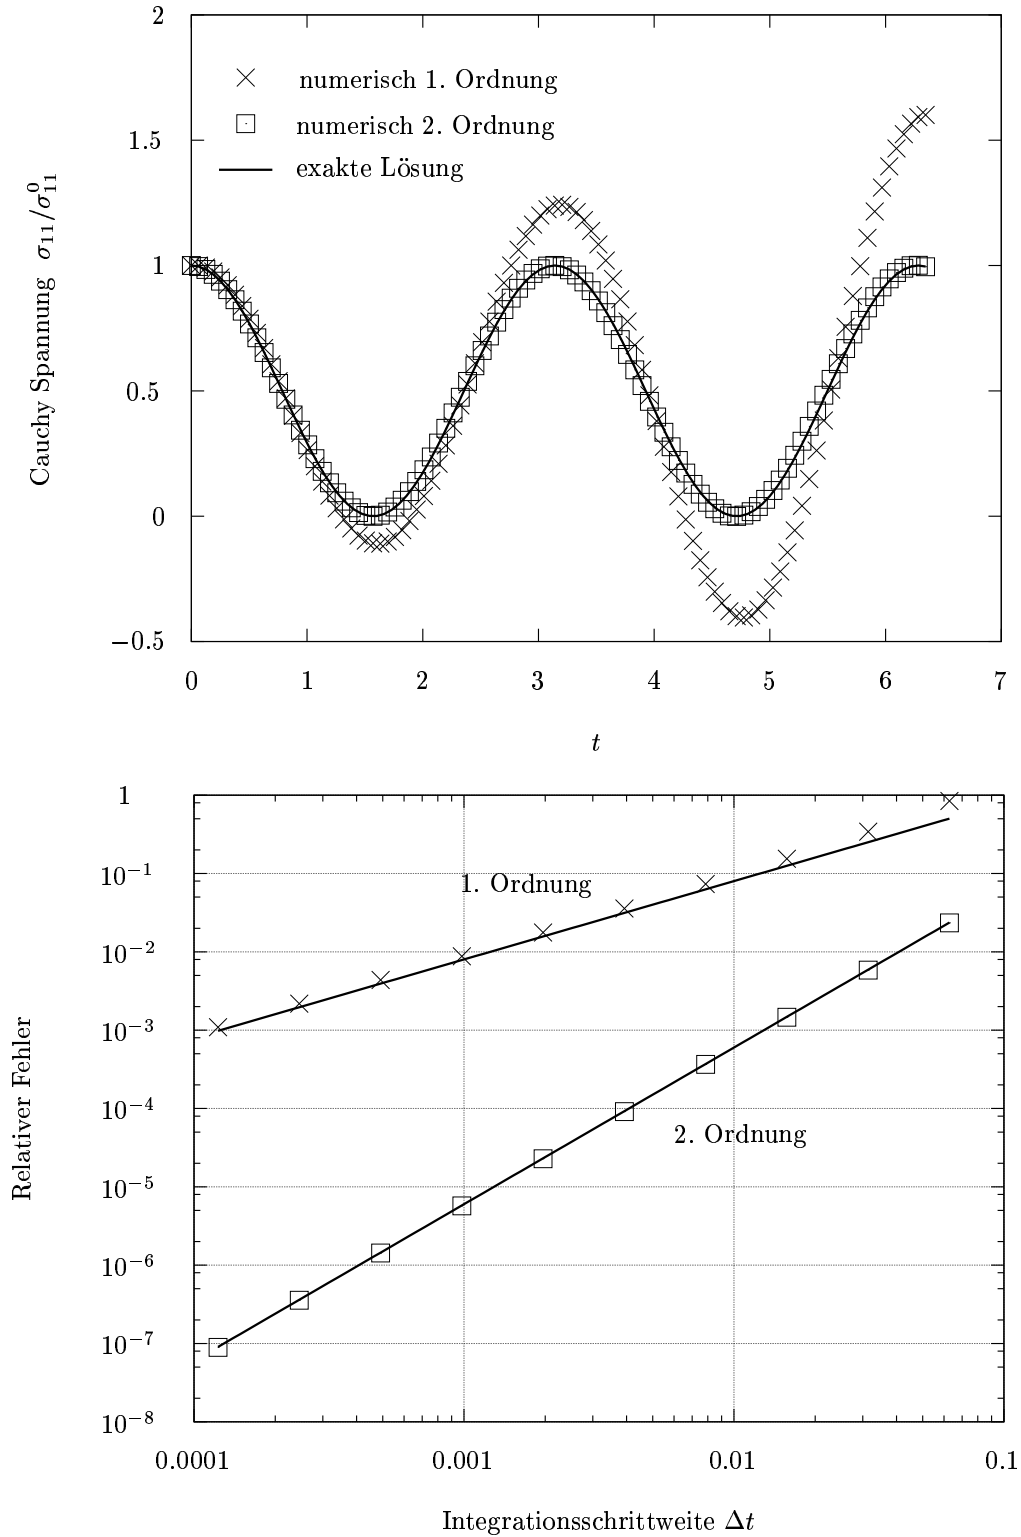 2
1.5
1
0.5
0
−0.5
Cauchy Spannung σ₁₁/σ⁰₁₁
× numerisch 1. Ordnung
numerisch 2. Ordnung
exakte Lösung
0 1 2 3 4 5 6 7
t
1
10⁻¹
10⁻²
10⁻³
10⁻⁴
10⁻⁵
10⁻⁶
10⁻⁷
10⁻⁸
Relativer Fehler
1. Ordnung
2. Ordnung
0.0001 0.001 0.01 0.1
Integrationsschrittweite Δt